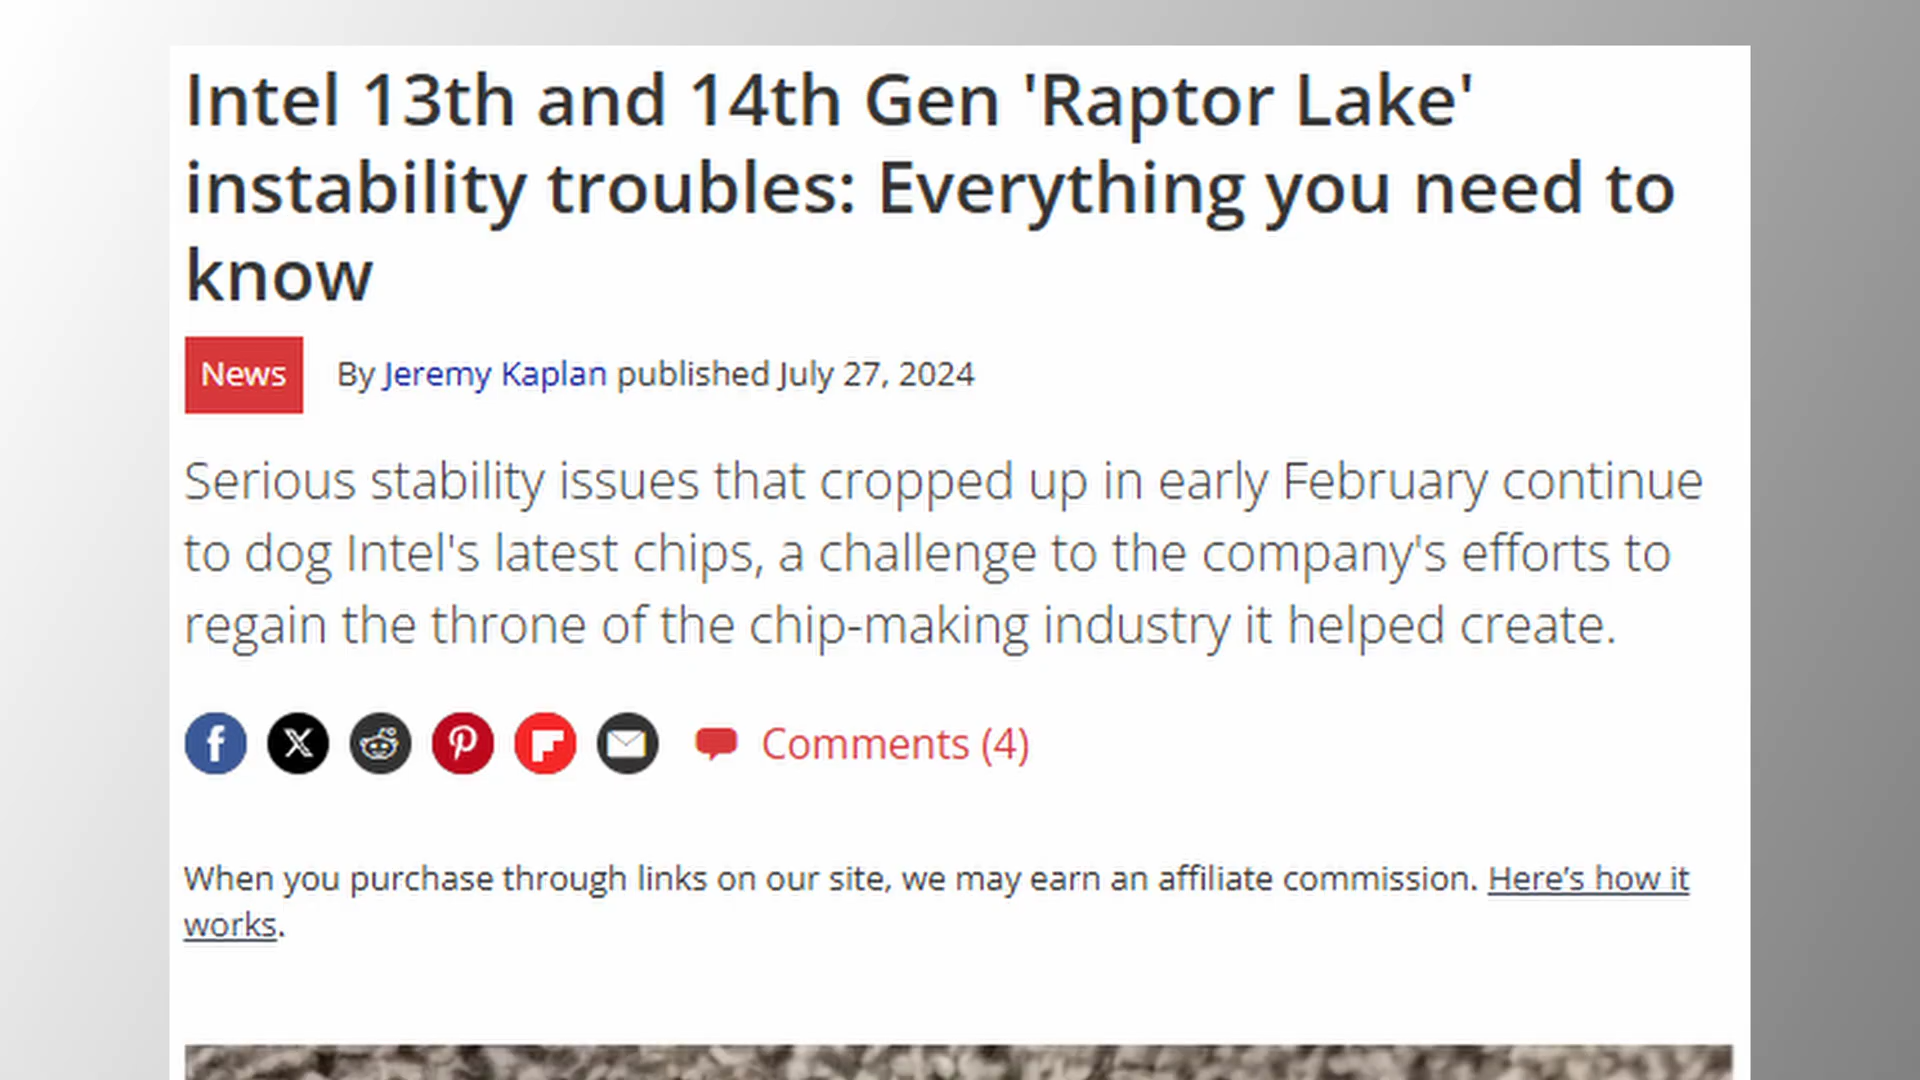 Intel 13th and 14th Gen 'Raptor Lake'
instability troubles: Everything you need to
know
News By Jeremy Kaplan published July 27, 2024
Serious stability issues that cropped up in early February continue
to dog Intel's latest chips, a challenge to the company's efforts to
regain the throne of the chip-making industry it helped create.
Comments (4)
When you purchase through links on our site, we may earn an affiliate commission. Here’s how it
works.